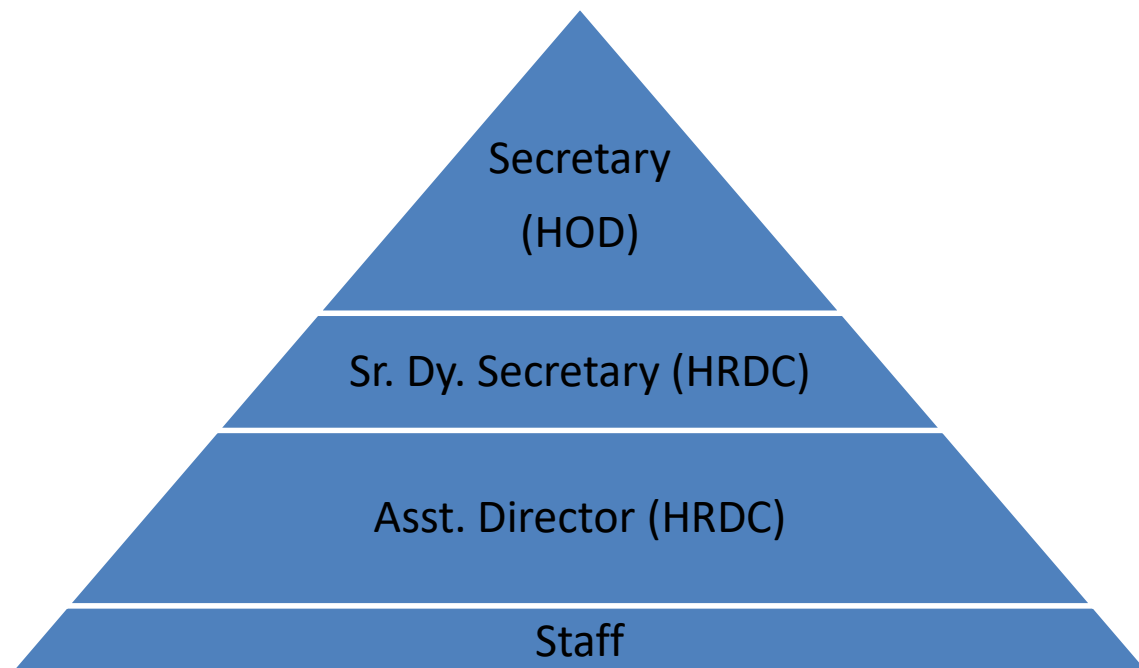 Secretary
(HOD)
Sr. Dy. Secretary (HRDC)
Asst. Director (HRDC)
Staff